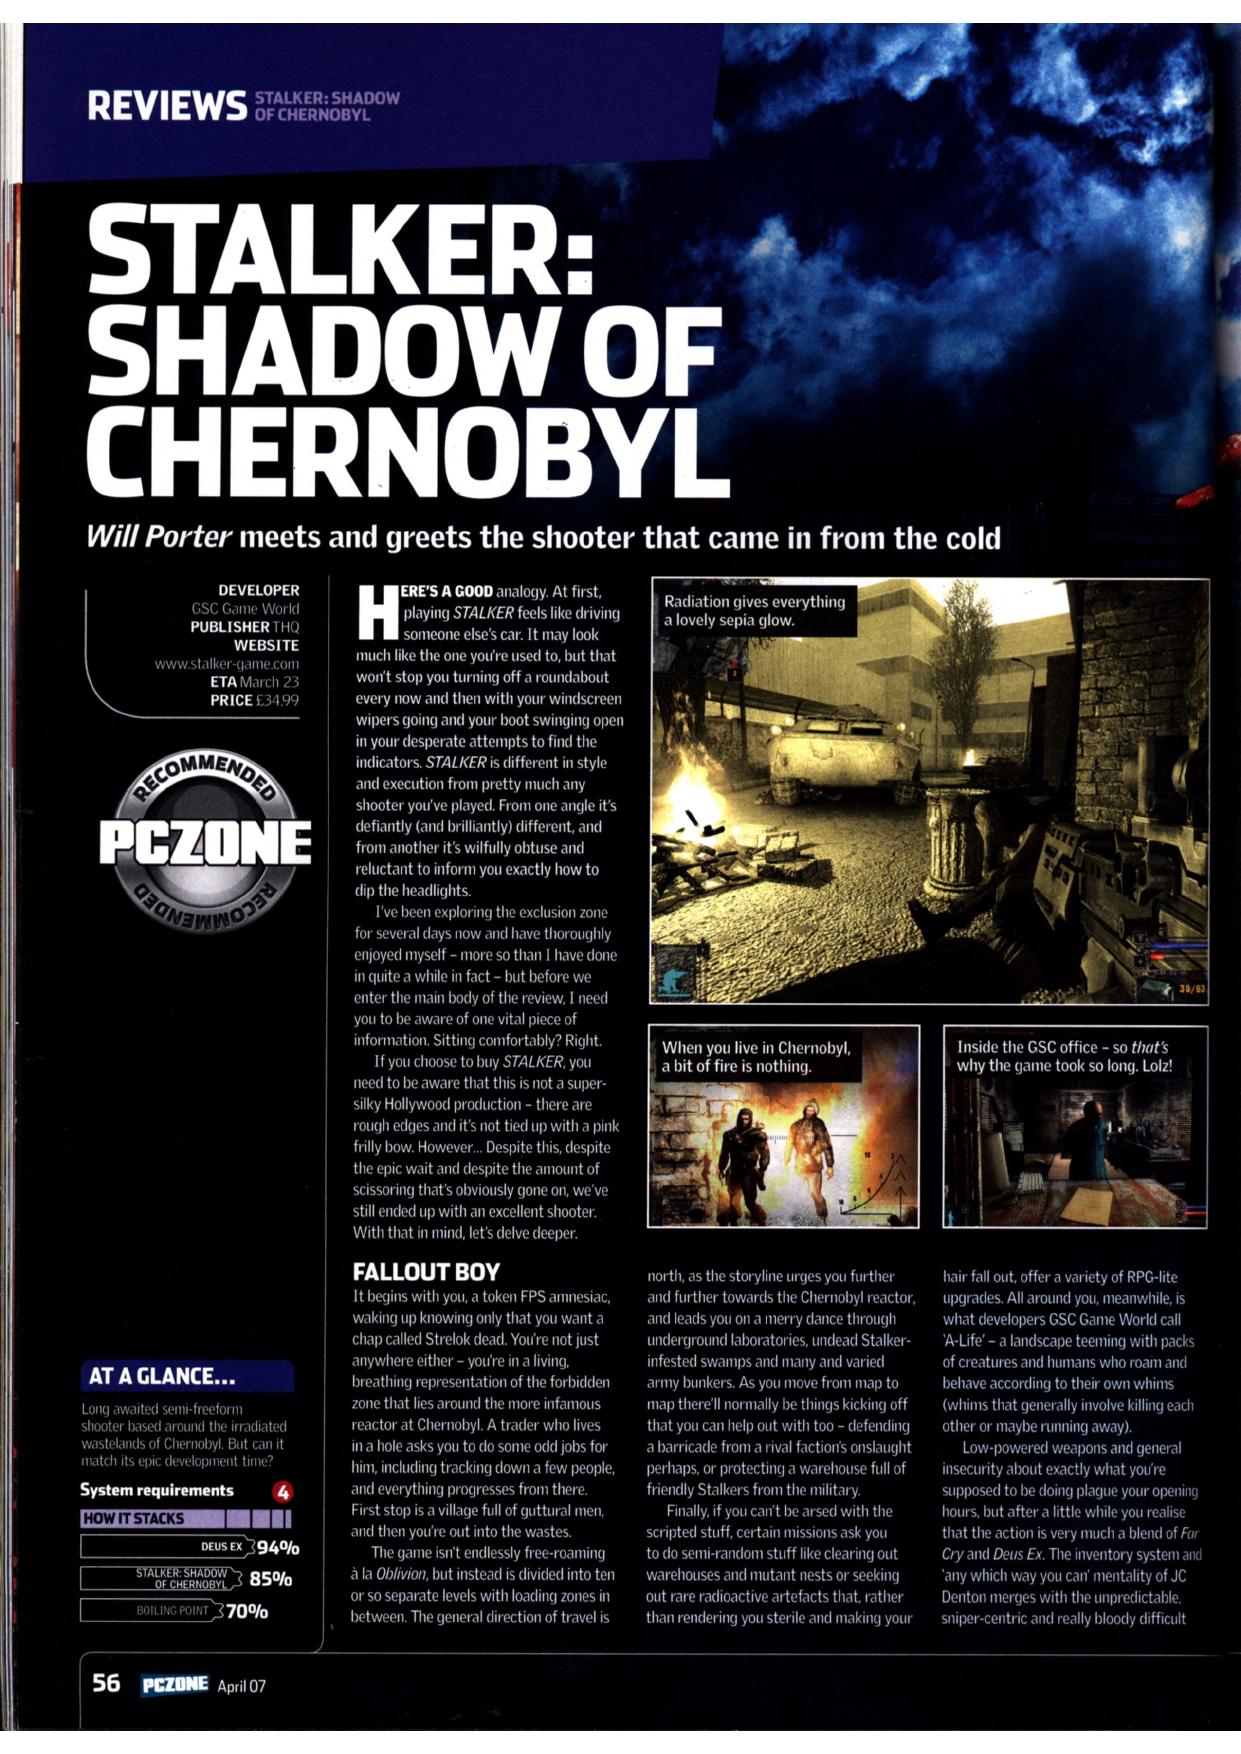 REVIEWS STALKER: SHADOW
OF CHERNOBYL
STALKER:
SHADOW OF
CHERNOBYL
Will Porter meets and greets the shooter that came in from the cold
DEVELOPER
GSC Game World
PUBLISHER THQ
WEBSITE
www.stalker-game.com
ETA March 23
PRICE £34.99
RECOMMENDED
PCZONE
RECOMMENDED
AT A GLANCE...
Long awaited semi-freeform
shooter based around the irradiated
wastelands of Chernobyl. But can it
match its epic development time?
System requirements 4
HOW IT STACKS
DEUS EX 94%
STALKER: SHADOW
OF CHERNOBYL 85%
BOILING POINT 70%
HERE'S A GOOD analogy. At first,
playing STALKER feels like driving
someone else's car. It may look
much like the one you're used to, but that
won't stop you turning off a roundabout
every now and then with your windscreen
wipers going and your boot swinging open
in your desperate attempts to find the
indicators. STALKER is different in style
and execution from pretty much any
shooter you've played. From one angle it's
defiantly (and brilliantly) different, and
from another it's wilfully obtuse and
reluctant to inform you exactly how to
dip the headlights.
I've been exploring the exclusion zone
for several days now and have thoroughly
enjoyed myself – more so than I have done
in quite a while in fact – but before we
enter the main body of the review, I need
you to be aware of one vital piece of
information. Sitting comfortably? Right.
If you choose to buy STALKER, you
need to be aware that this is not a super-
silky Hollywood production – there are
rough edges and it's not tied up with a pink
frilly bow. However... Despite this, despite
the epic wait and despite the amount of
scissoring that's obviously gone on, we've
still ended up with an excellent shooter.
With that in mind, let's delve deeper.
FALLOUT BOY
It begins with you, a token FPS amnesiac,
waking up knowing only that you want a
chap called Strelok dead. You're not just
anywhere either – you're in a living,
breathing representation of the forbidden
zone that lies around the more infamous
reactor at Chernobyl. A trader who lives
in a hole asks you to do some odd jobs for
him, including tracking down a few people,
and everything progresses from there.
First stop is a village full of guttural men,
and then you're out into the wastes.
The game isn't endlessly free-roaming
à la Oblivion, but instead is divided into ten
or so separate levels with loading zones in
between. The general direction of travel is
Radiation gives everything
a lovely sepia glow.
30/63
When you live in Chernobyl,
a bit of fire is nothing.
Inside the GSC office – so that's
why the game took so long. Lolz!
north, as the storyline urges you further
and further towards the Chernobyl reactor,
and leads you on a merry dance through
underground laboratories, undead Stalker-
infested swamps and many and varied
army bunkers. As you move from map to
map there'll normally be things kicking off
that you can help out with too – defending
a barricade from a rival faction's onslaught
perhaps, or protecting a warehouse full of
friendly Stalkers from the military.
Finally, if you can't be arsed with the
scripted stuff, certain missions ask you
to do semi-random stuff like clearing out
warehouses and mutant nests or seeking
out rare radioactive artefacts that, rather
than rendering you sterile and making your
hair fall out, offer a variety of RPG-lite
upgrades. All around you, meanwhile, is
what developers GSC Game World call
'A-Life' – a landscape teeming with packs
of creatures and humans who roam and
behave according to their own whims
(whims that generally involve killing each
other or maybe running away).
Low-powered weapons and general
insecurity about exactly what you're
supposed to be doing plague your opening
hours, but after a little while you realise
that the action is very much a blend of Far
Cry and Deus Ex. The inventory system and
'any which way you can' mentality of JC
Denton merges with the unpredictable,
sniper-centric and really bloody difficult
56 PCZONE April 07